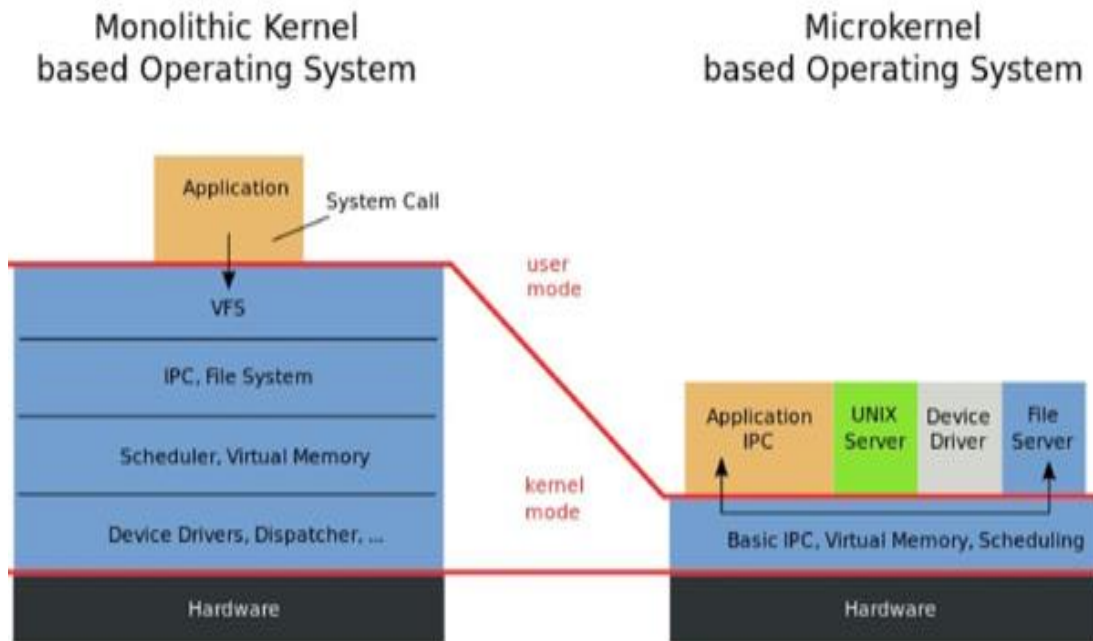 Monolithic Kernel
based Operating System
Microkernel
based Operating System
Application
System Call
user
mode
VFS
IPC, File System
Scheduler, Virtual Memory
Device Drivers, Dispatcher, ...
Hardware
kernel
mode
Application
IPC
UNIX
Server
Device
Driver
File
Server
Basic IPC, Virtual Memory, Scheduling
Hardware